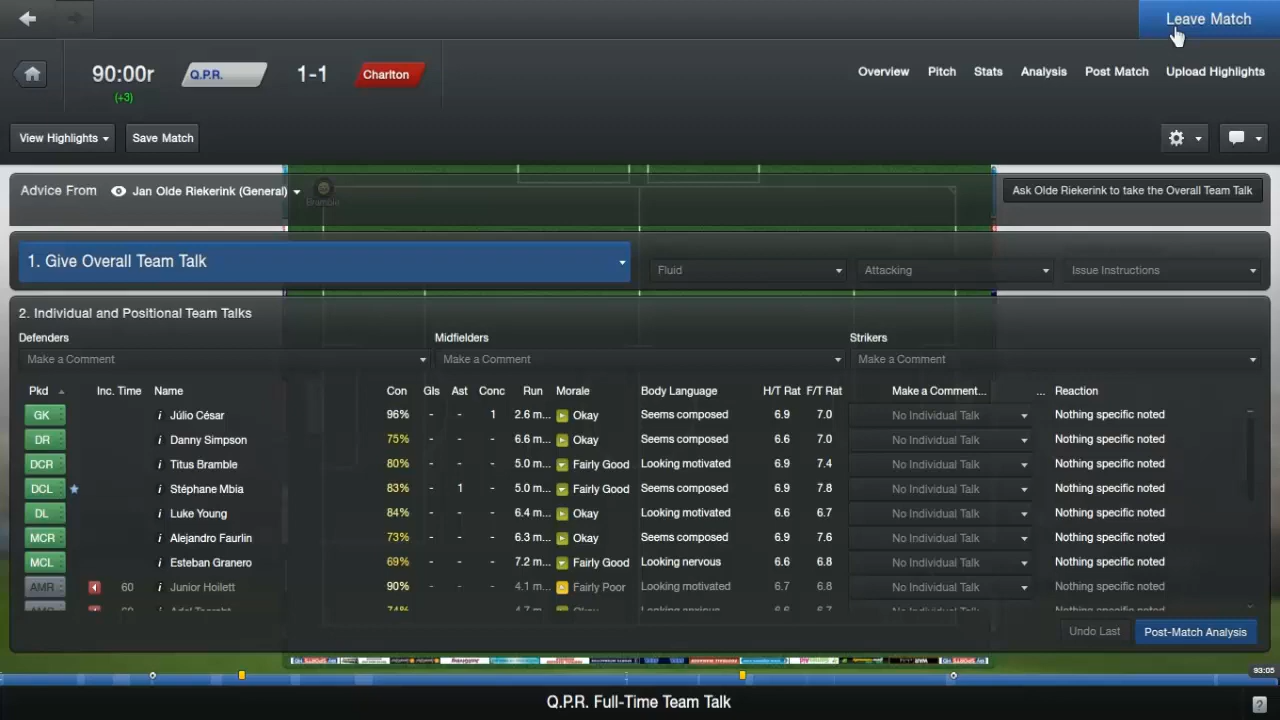 Leave Match
90:00r Q.P.R. 1-1 Charlton
(+3)
Overview Pitch Stats Analysis Post Match Upload Highlights
View Highlights Save Match
Advice From Jan Olde Riekerink (General) Ask Olde Riekerink to take the Overall Team Talk
Bramble
1. Give Overall Team Talk Fluid Attacking Issue Instructions
2. Individual and Positional Team Talks
Defenders Midfielders Strikers
Make a Comment Make a Comment Make a Comment
Pkd Inc. Time Name Con Gls Ast Conc Run Morale Body Language H/T Rat F/T Rat Make a Comment... ... Reaction
GK i Júlio César 96% - - 1 2.6 m... Okay Seems composed 6.9 7.0 No Individual Talk Nothing specific noted
DR i Danny Simpson 75% - - - 6.6 m... Okay Seems composed 6.6 7.0 No Individual Talk Nothing specific noted
DCR i Titus Bramble 80% - - - 5.0 m... Fairly Good Looking motivated 6.9 7.4 No Individual Talk Nothing specific noted
DCL i Stéphane Mbia 83% - 1 - 5.0 m... Fairly Good Seems composed 6.9 7.8 No Individual Talk Nothing specific noted
DL i Luke Young 84% - - - 6.4 m... Okay Looking motivated 6.6 6.7 No Individual Talk Nothing specific noted
MCR i Alejandro Faurlin 73% - - - 6.3 m... Okay Seems composed 6.9 7.6 No Individual Talk Nothing specific noted
MCL i Esteban Granero 69% - - - 7.2 m... Fairly Good Looking nervous 6.6 6.8 No Individual Talk Nothing specific noted
AMR 60 i Junior Hoilett 90% - - - 4.1 m... Fairly Poor Looking motivated 6.7 6.8 No Individual Talk Nothing specific noted
Undo Last Post-Match Analysis
93:05
Q.P.R. Full-Time Team Talk ?